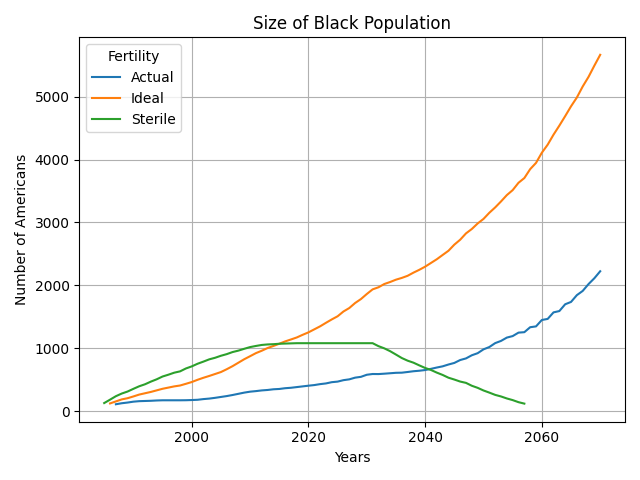 Size of Black Population
Fertility
Actual
Ideal
Sterile
Number of Americans
5000
4000
3000
2000
1000
0
2000
2020
2040
2060
Years